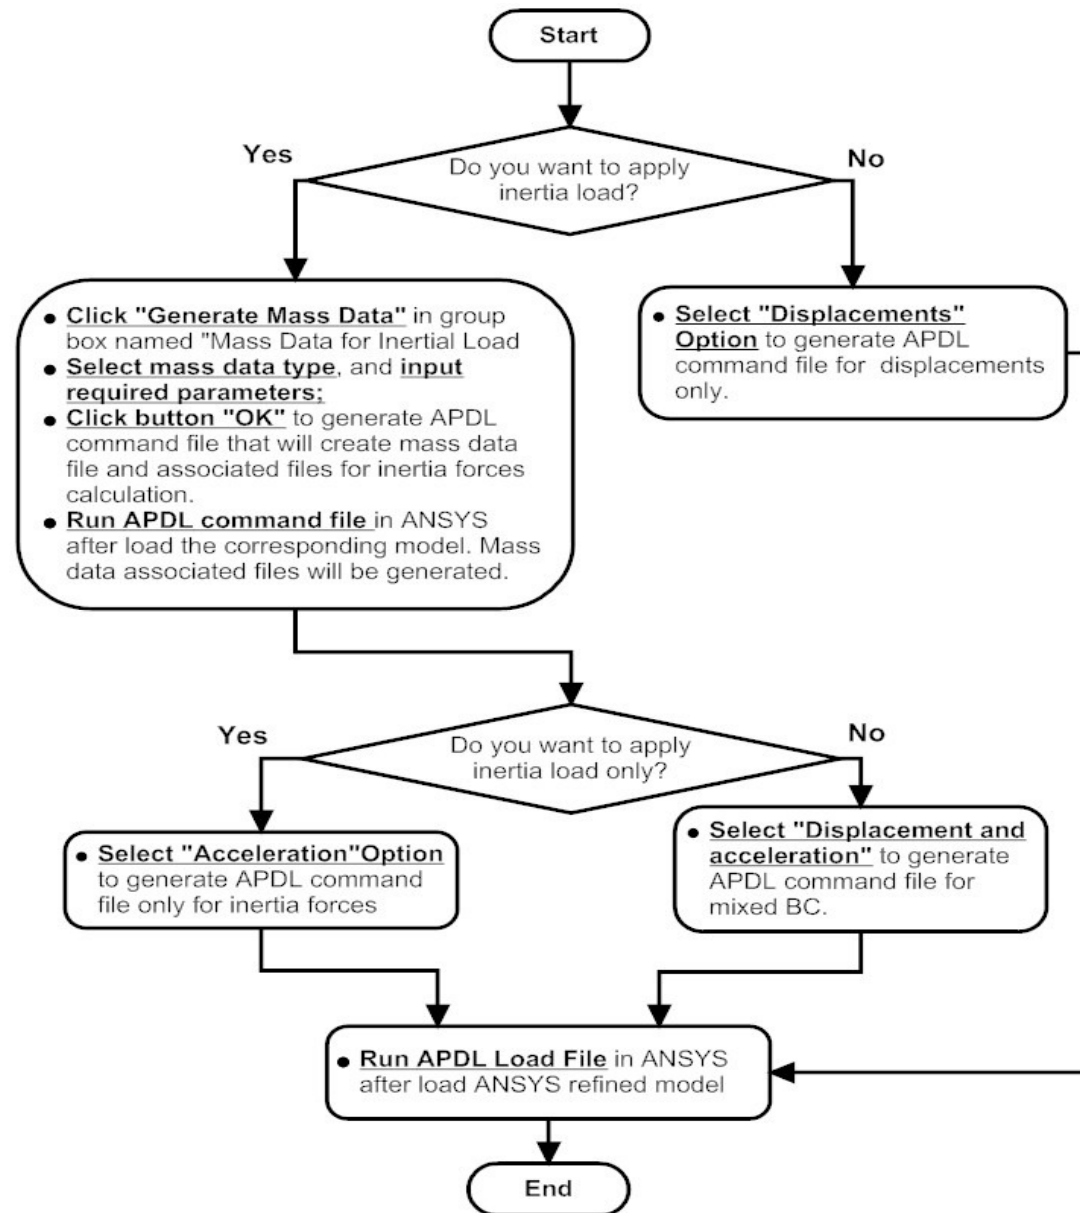 Start
Do you want to apply
inertia load?
Yes
No
● Click "Generate Mass Data" in group
box named "Mass Data for Inertial Load
● Select mass data type, and input
required parameters;
● Click button "OK" to generate APDL
command file that will create mass data
file and associated files for inertia forces
calculation.
● Run APDL command file in ANSYS
after load the corresponding model. Mass
data associated files will be generated.
● Select "Displacements"
Option to generate APDL
command file for displacements
only.
Do you want to apply
inertia load only?
Yes
No
● Select "Acceleration"Option
to generate APDL command
file only for inertia forces
● Select "Displacement and
acceleration" to generate
APDL command file for
mixed BC.
● Run APDL Load File in ANSYS
after load ANSYS refined model
End